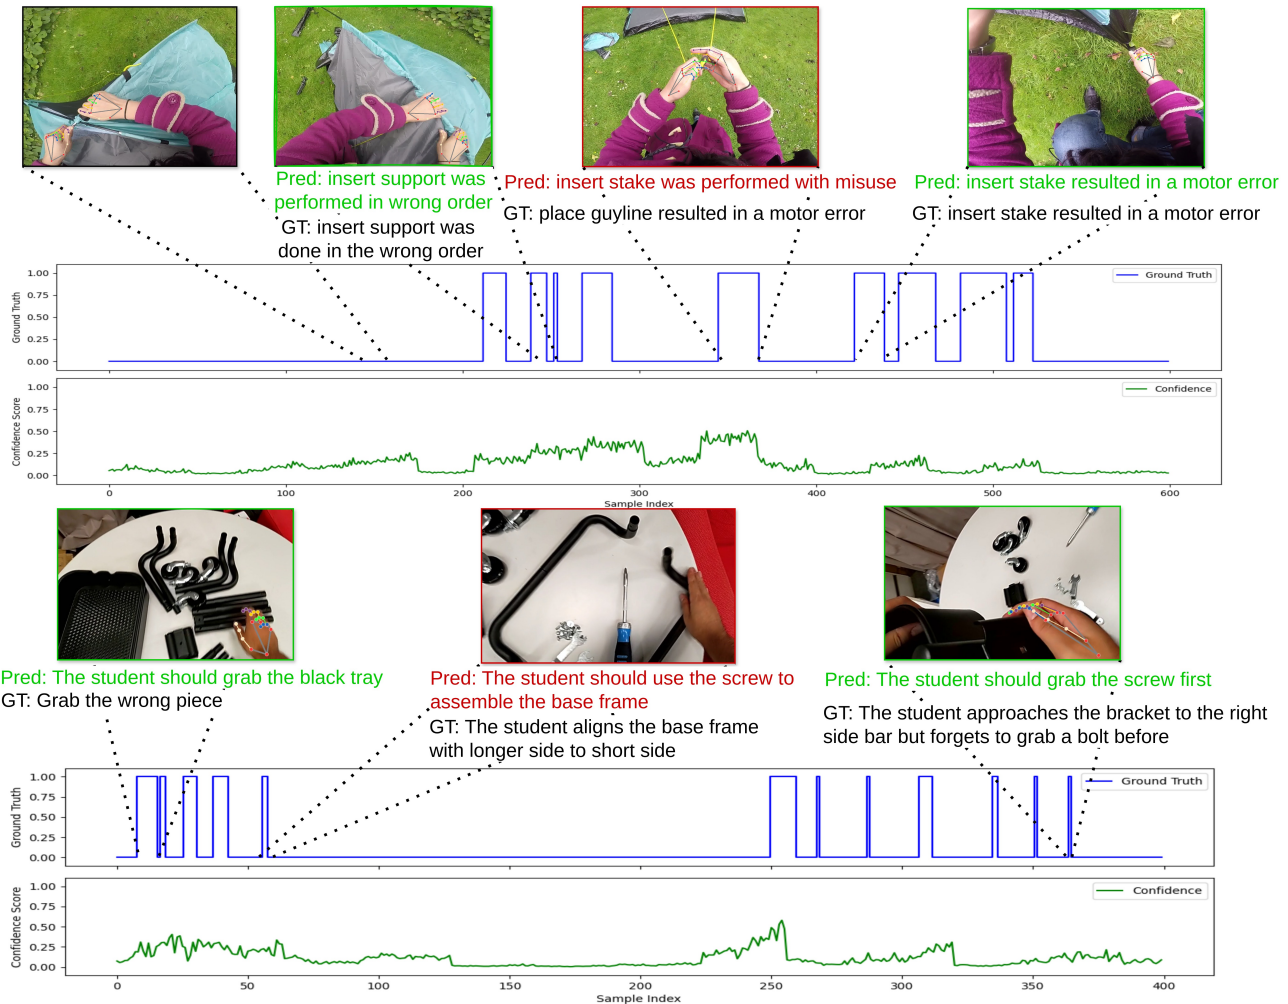 Pred: insert support was
performed in wrong order
GT: insert support was
done in the wrong order
Pred: insert stake was performed with misuse
GT: place guyline resulted in a motor error
Pred: insert stake resulted in a motor error
GT: insert stake resulted in a motor error
Ground Truth
1.00
0.75
0.50
0.25
0.00
Ground Truth
Confidence Score
1.00
0.75
0.50
0.25
0.00
Confidence
0 100 200 300 400 500 600
Sample Index
Pred: The student should grab the black tray
GT: Grab the wrong piece
Pred: The student should use the screw to
assemble the base frame
GT: The student aligns the base frame
with longer side to short side
Pred: The student should grab the screw first
GT: The student approaches the bracket to the right
side bar but forgets to grab a bolt before
Ground Truth
1.00
0.75
0.50
0.25
0.00
Ground Truth
Confidence Score
1.00
0.75
0.50
0.25
0.00
Confidence
0 50 100 150 200 250 300 350 400
Sample Index